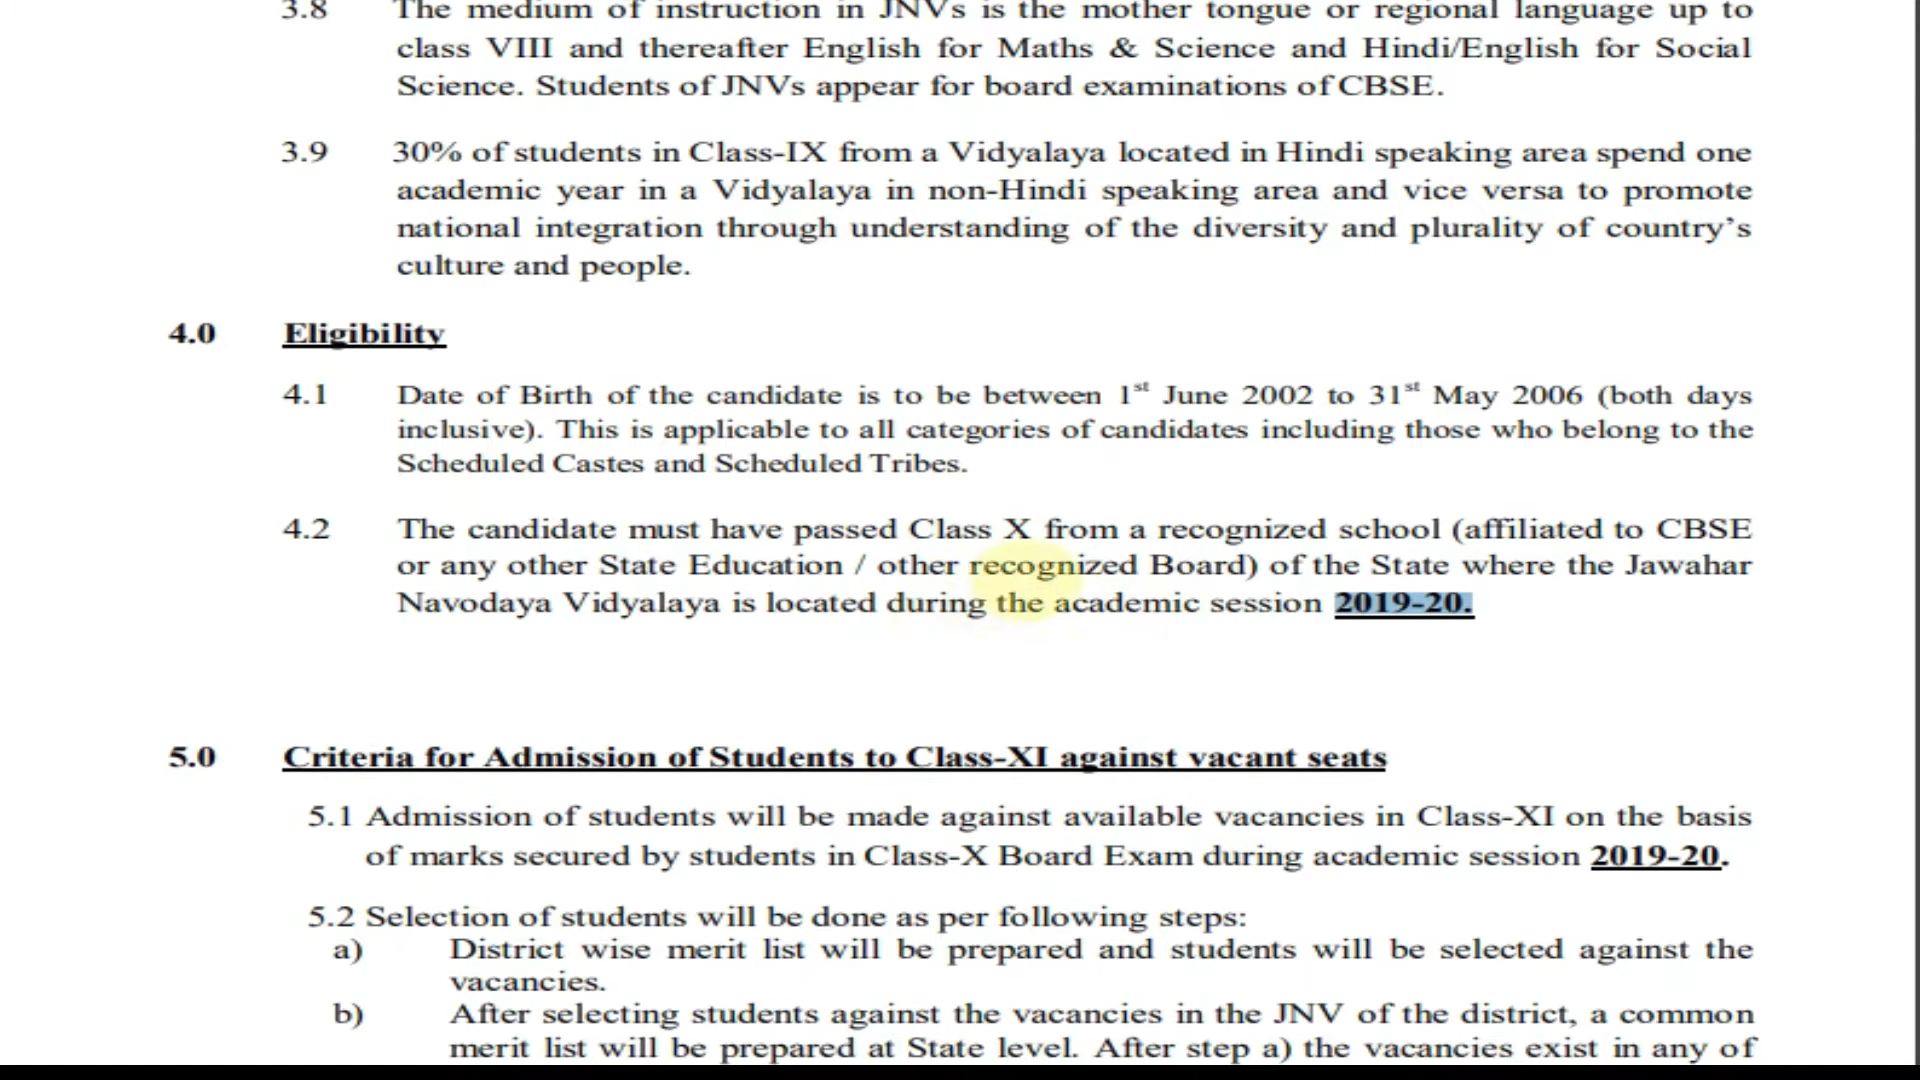 3.8 The medium of instruction in JNVs is the mother tongue or regional language up to
class VIII and thereafter English for Maths & Science and Hindi/English for Social
Science. Students of JNVs appear for board examinations of CBSE.
3.9 30% of students in Class-IX from a Vidyalaya located in Hindi speaking area spend one
academic year in a Vidyalaya in non-Hindi speaking area and vice versa to promote
national integration through understanding of the diversity and plurality of country’s
culture and people.
4.0 Eligibility
4.1 Date of Birth of the candidate is to be between 1st June 2002 to 31st May 2006 (both days
inclusive). This is applicable to all categories of candidates including those who belong to the
Scheduled Castes and Scheduled Tribes.
4.2 The candidate must have passed Class X from a recognized school (affiliated to CBSE
or any other State Education / other recognized Board) of the State where the Jawahar
Navodaya Vidyalaya is located during the academic session 2019-20.
5.0 Criteria for Admission of Students to Class-XI against vacant seats
5.1 Admission of students will be made against available vacancies in Class-XI on the basis
of marks secured by students in Class-X Board Exam during academic session 2019-20.
5.2 Selection of students will be done as per following steps:
a) District wise merit list will be prepared and students will be selected against the
vacancies.
b) After selecting students against the vacancies in the JNV of the district, a common
merit list will be prepared at State level. After step a) the vacancies exist in any of